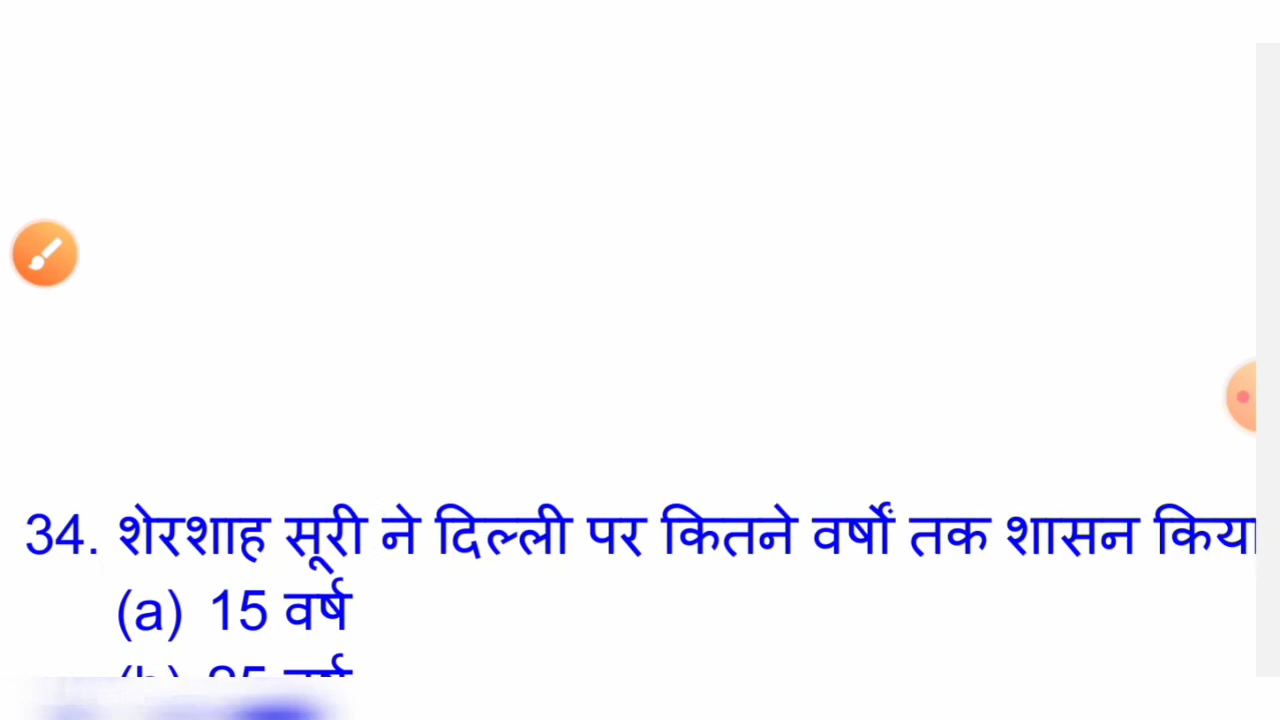 34. शेरशाह सूरी ने दिल्ली पर कितने वर्षों तक शासन किया
(a) 15 वर्ष